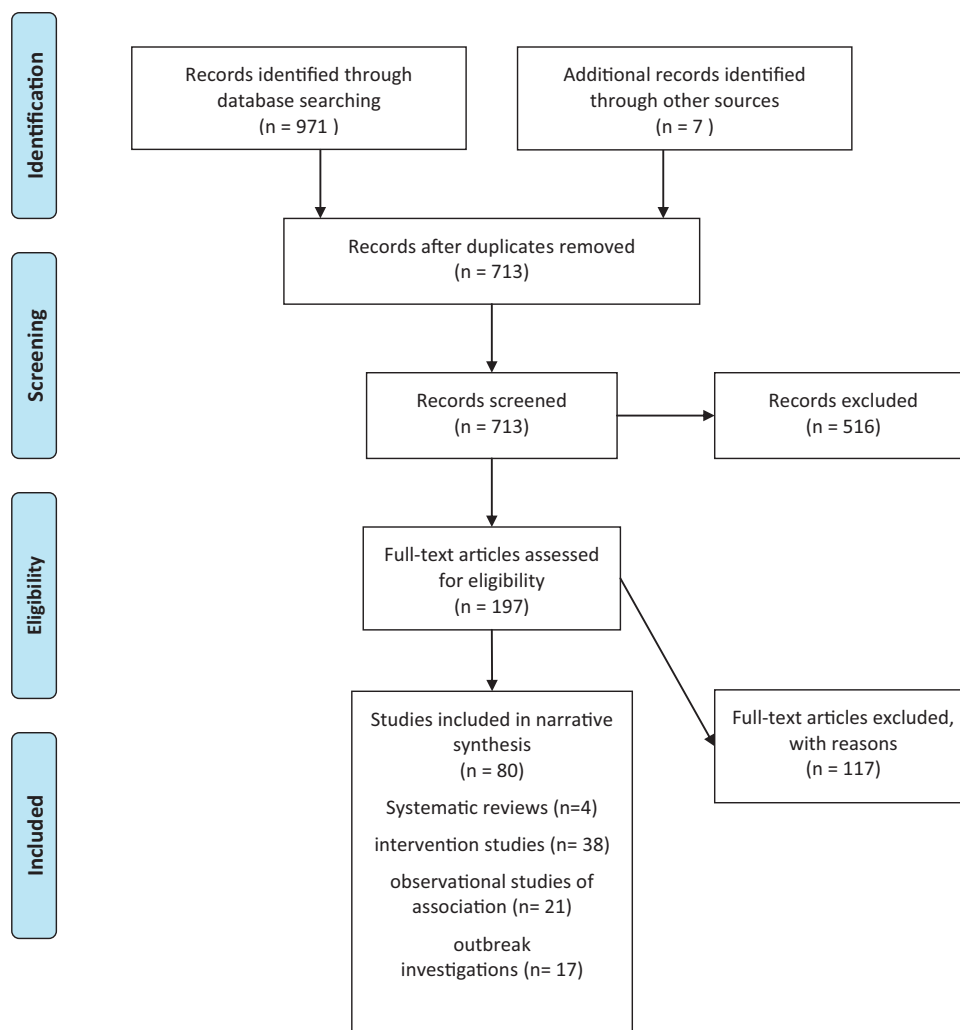 Identification
Records identified through
database searching
(n = 971 )
Additional records identified
through other sources
(n = 7 )
Records after duplicates removed
(n = 713)
Screening
Records screened
(n = 713)
Records excluded
(n = 516)
Eligibility
Full-text articles assessed
for eligibility
(n = 197)
Full-text articles excluded,
with reasons
(n = 117)
Included
Studies included in narrative
synthesis
(n = 80)
Systematic reviews (n=4)
intervention studies (n= 38)
observational studies of
association (n= 21)
outbreak
investigations (n= 17)